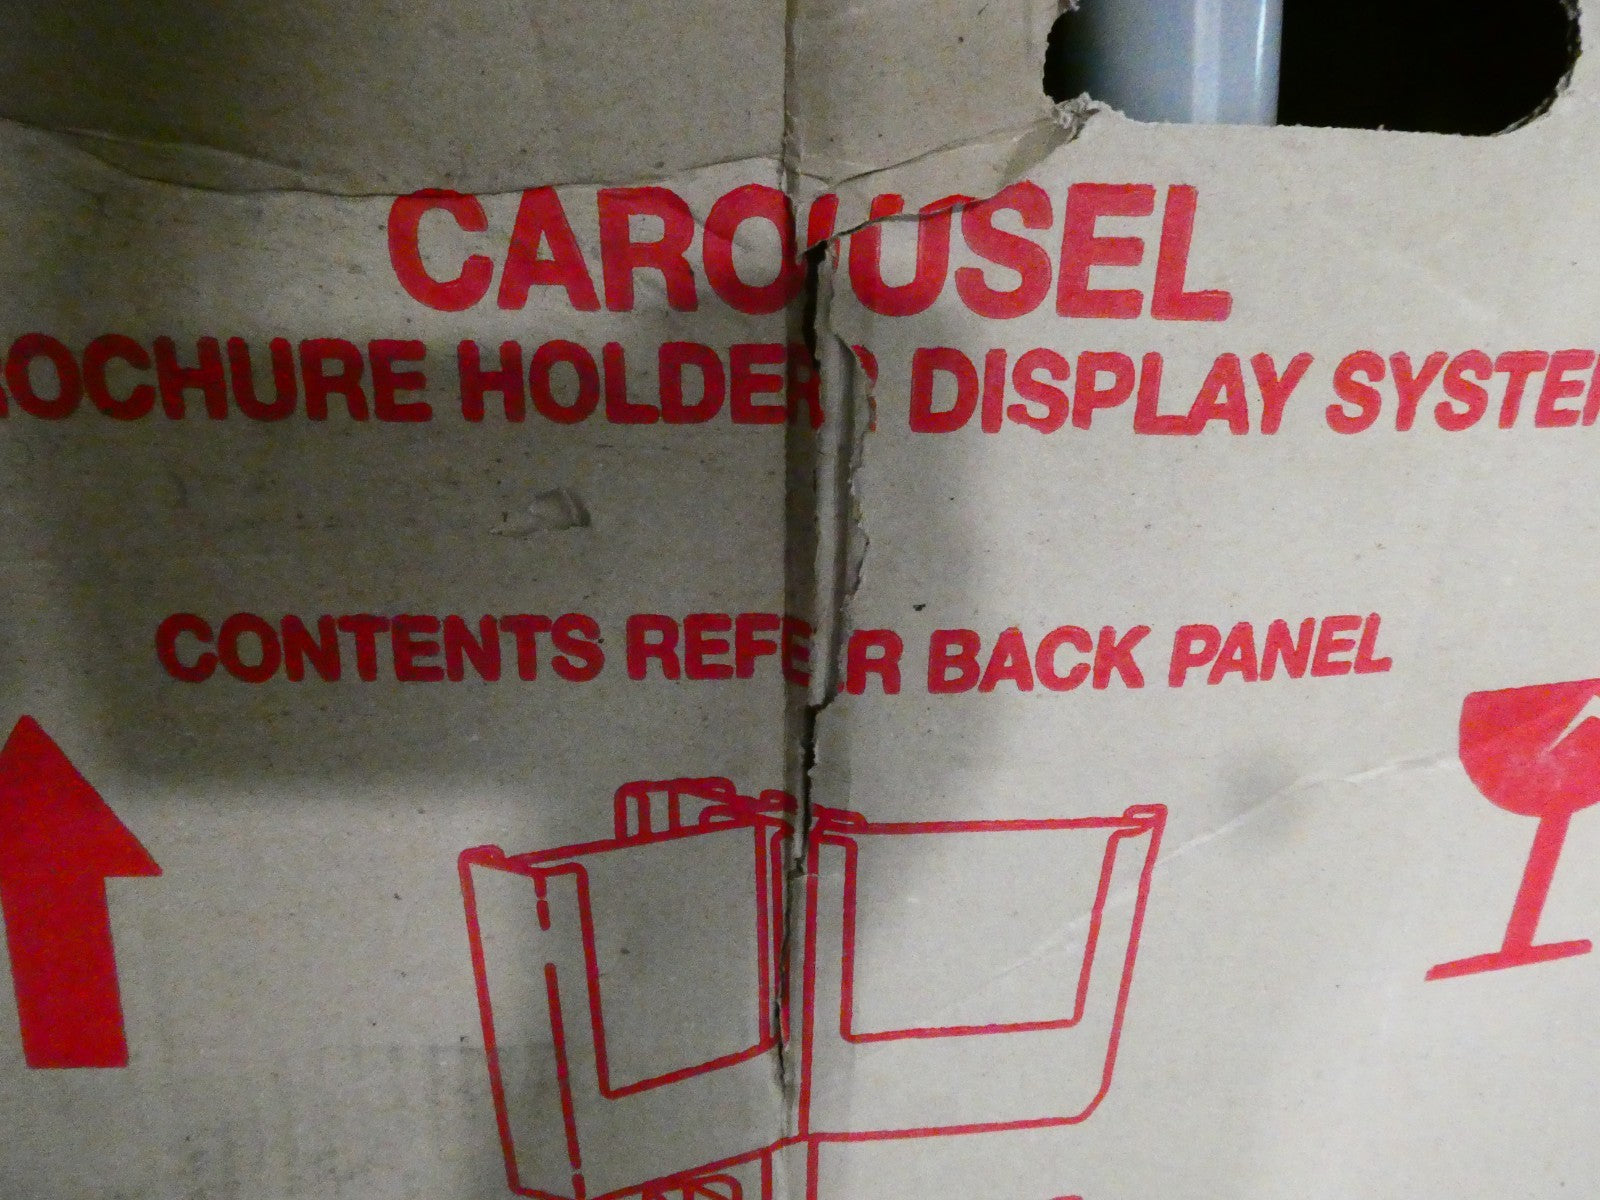 CAROUSEL
ROCHURE HOLDER DISPLAY SYSTE
CONTENTS REFER BACK PANEL